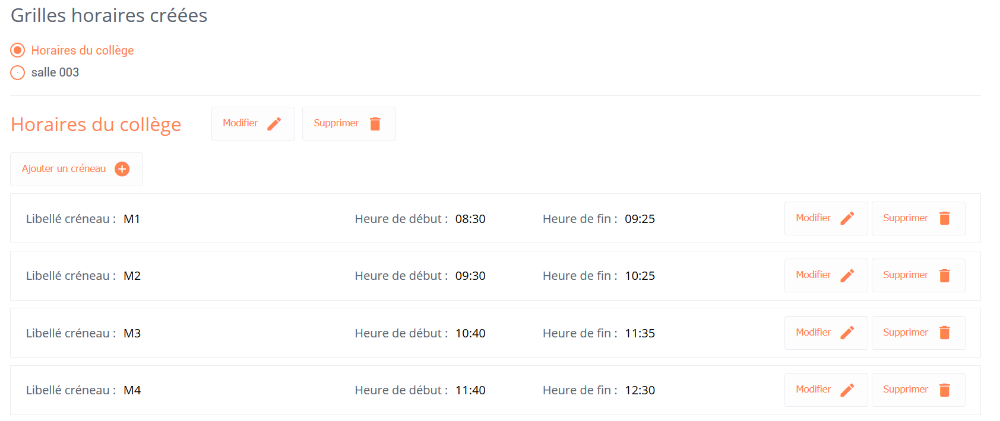 Grilles horaires créées
Horaires du collège
salle 003
Horaires du collège Modifier Supprimer
Ajouter un créneau
Libellé créneau : M1 Heure de début : 08:30 Heure de fin : 09:25 Modifier Supprimer
Libellé créneau : M2 Heure de début : 09:30 Heure de fin : 10:25 Modifier Supprimer
Libellé créneau : M3 Heure de début : 10:40 Heure de fin : 11:35 Modifier Supprimer
Libellé créneau : M4 Heure de début : 11:40 Heure de fin : 12:30 Modifier Supprimer